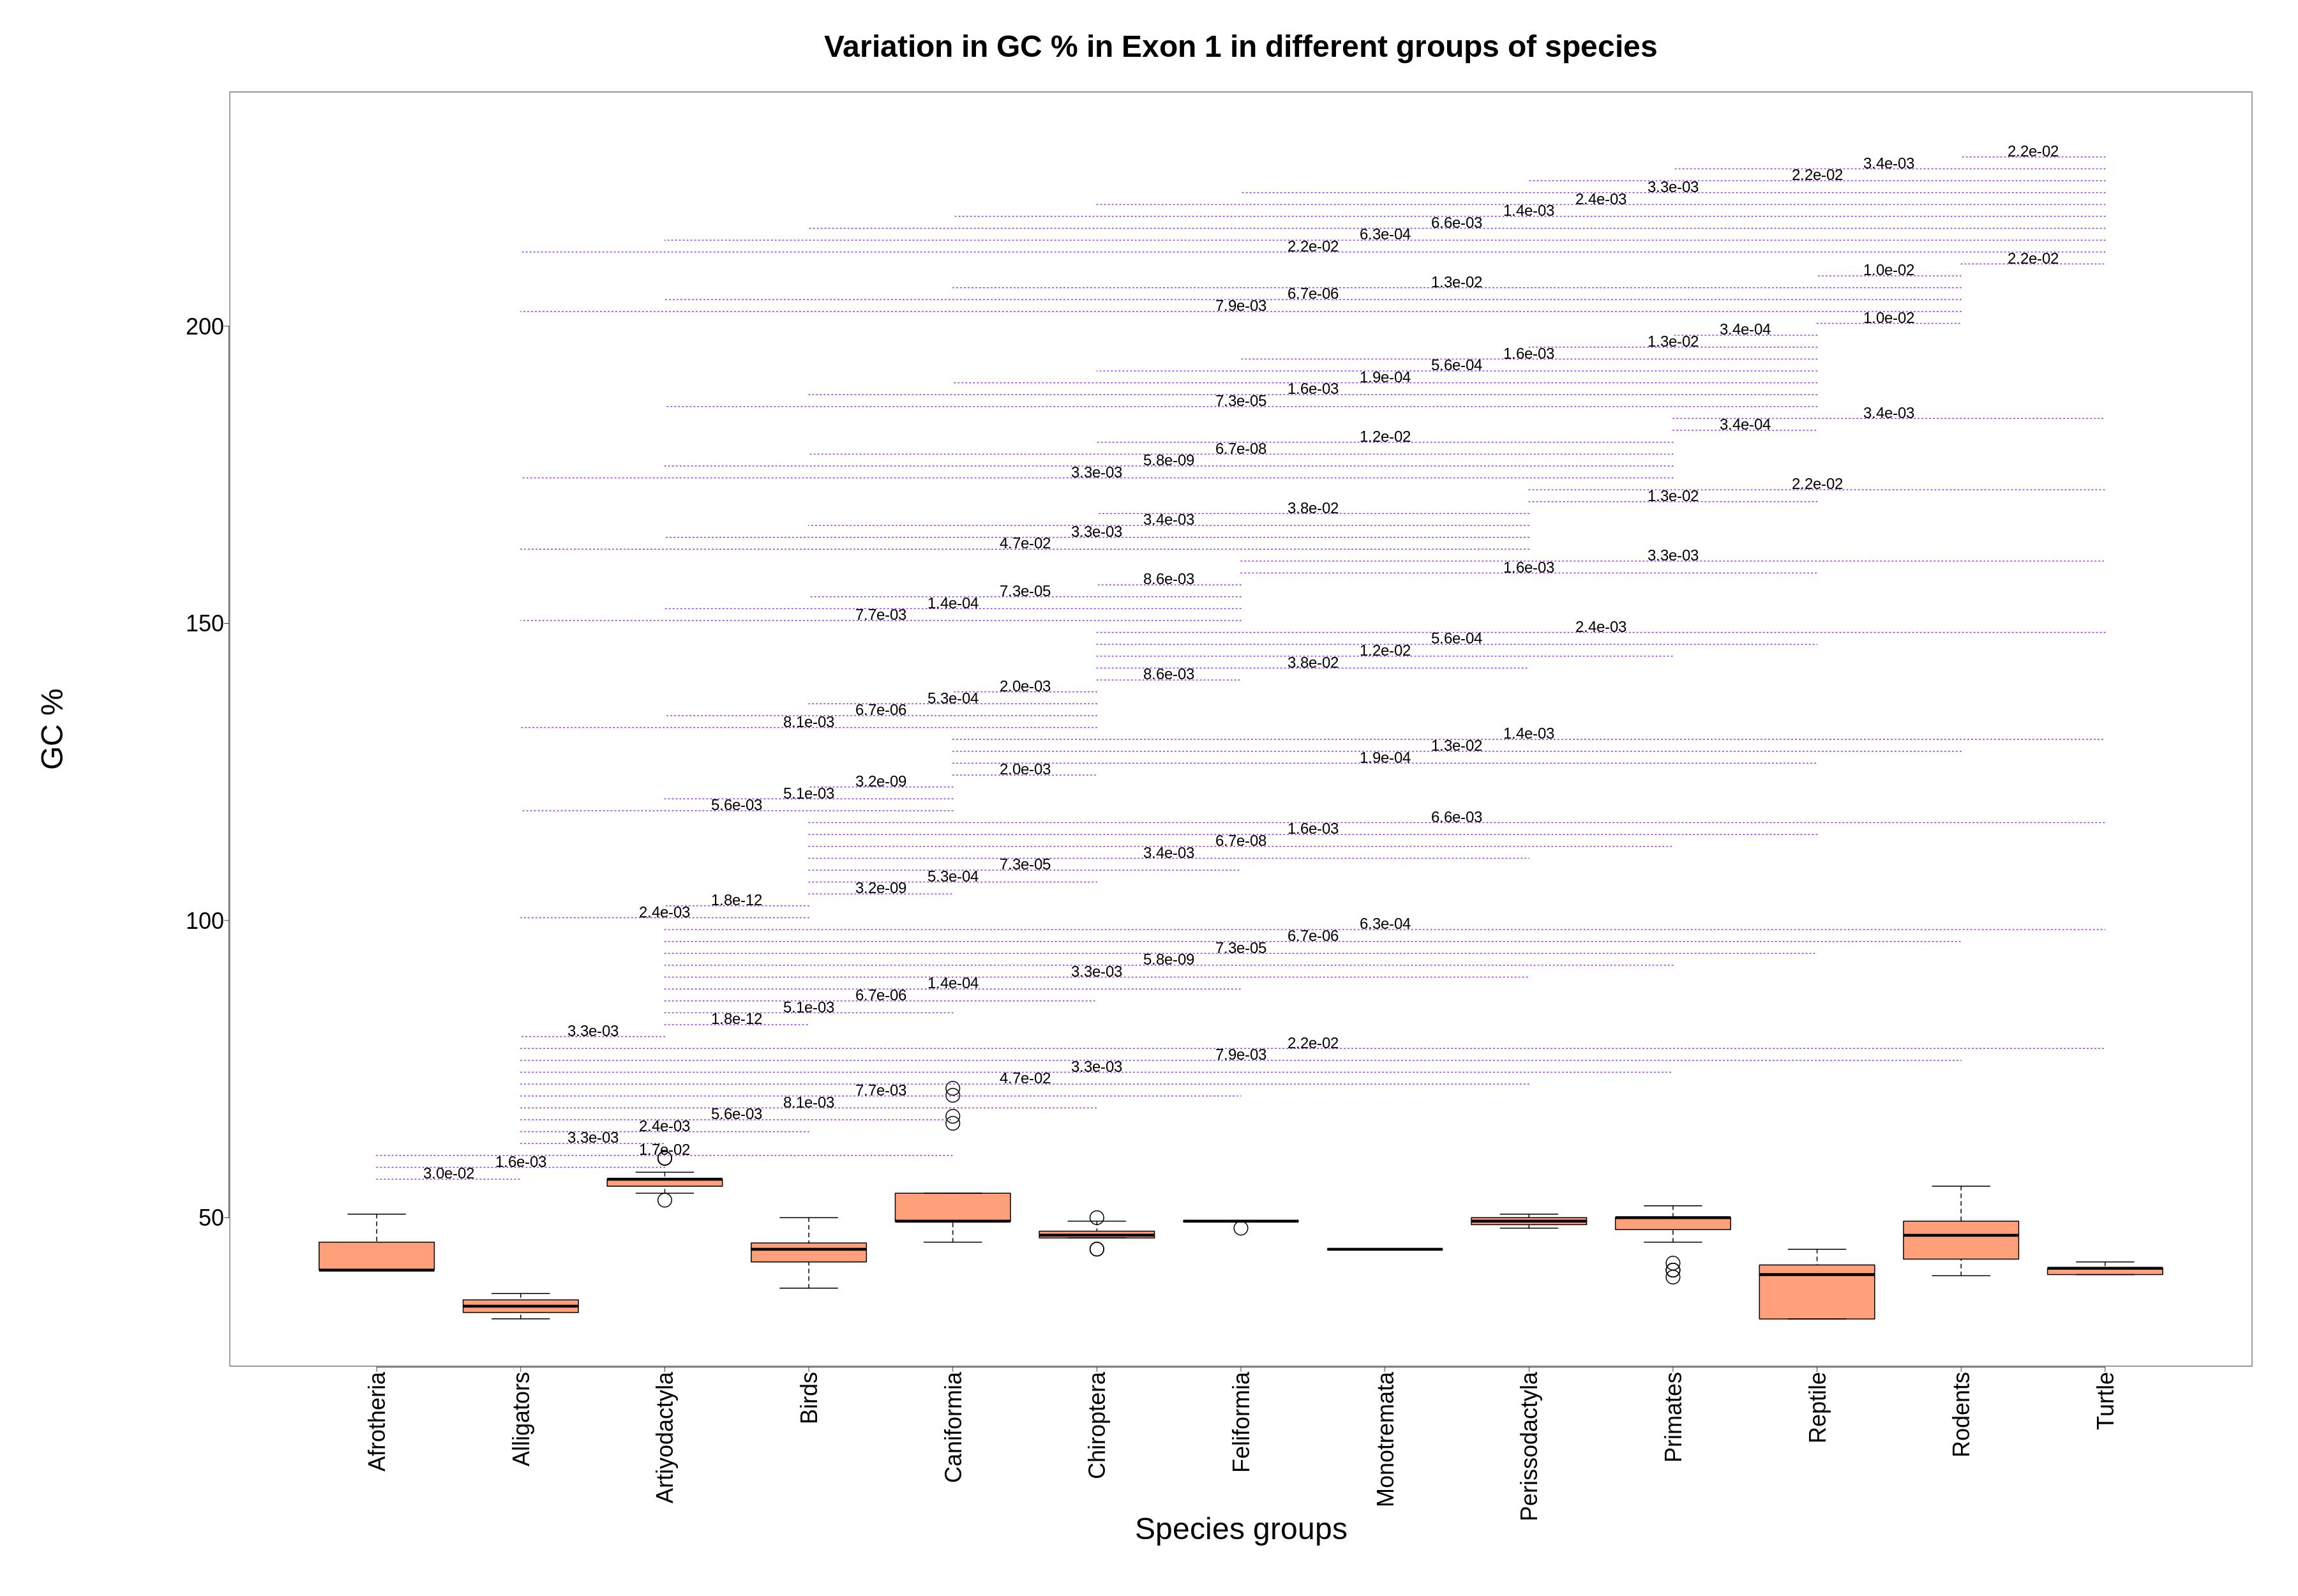 Variation in GC % in Exon 1 in different groups of species
2.2e-02
3.4e-03
2.2e-02
3.3e-03
2.4e-03
1.4e-03
6.6e-03
6.3e-04
2.2e-02
2.2e-02
1.0e-02
1.3e-02
6.7e-06
7.9e-03
200
1.0e-02
3.4e-04
1.3e-02
1.6e-03
5.6e-04
1.9e-04
1.6e-03
7.3e-05
3.4e-03
3.4e-04
1.2e-02
6.7e-08
5.8e-09
3.3e-03
2.2e-02
1.3e-02
3.8e-02
3.4e-03
3.3e-03
4.7e-02
3.3e-03
1.6e-03
8.6e-03
7.3e-05
1.4e-04
7.7e-03
150
2.4e-03
5.6e-04
1.2e-02
3.8e-02
8.6e-03
2.0e-03
5.3e-04
6.7e-06
8.1e-03
GC %
1.4e-03
1.3e-02
1.9e-04
2.0e-03
3.2e-09
5.1e-03
5.6e-03
6.6e-03
1.6e-03
6.7e-08
3.4e-03
7.3e-05
5.3e-04
3.2e-09
1.8e-12
2.4e-03
100
6.3e-04
6.7e-06
7.3e-05
5.8e-09
3.3e-03
1.4e-04
6.7e-06
5.1e-03
1.8e-12
3.3e-03
2.2e-02
7.9e-03
3.3e-03
4.7e-02
7.7e-03
8.1e-03
5.6e-03
2.4e-03
3.3e-03
1.7e-02
1.6e-03
3.0e-02
50
Afrotheria
Alligators
Artiyodactyla
Birds
Caniformia
Chiroptera
Feliformia
Monotremata
Perissodactyla
Primates
Reptile
Rodents
Turtle
Species groups